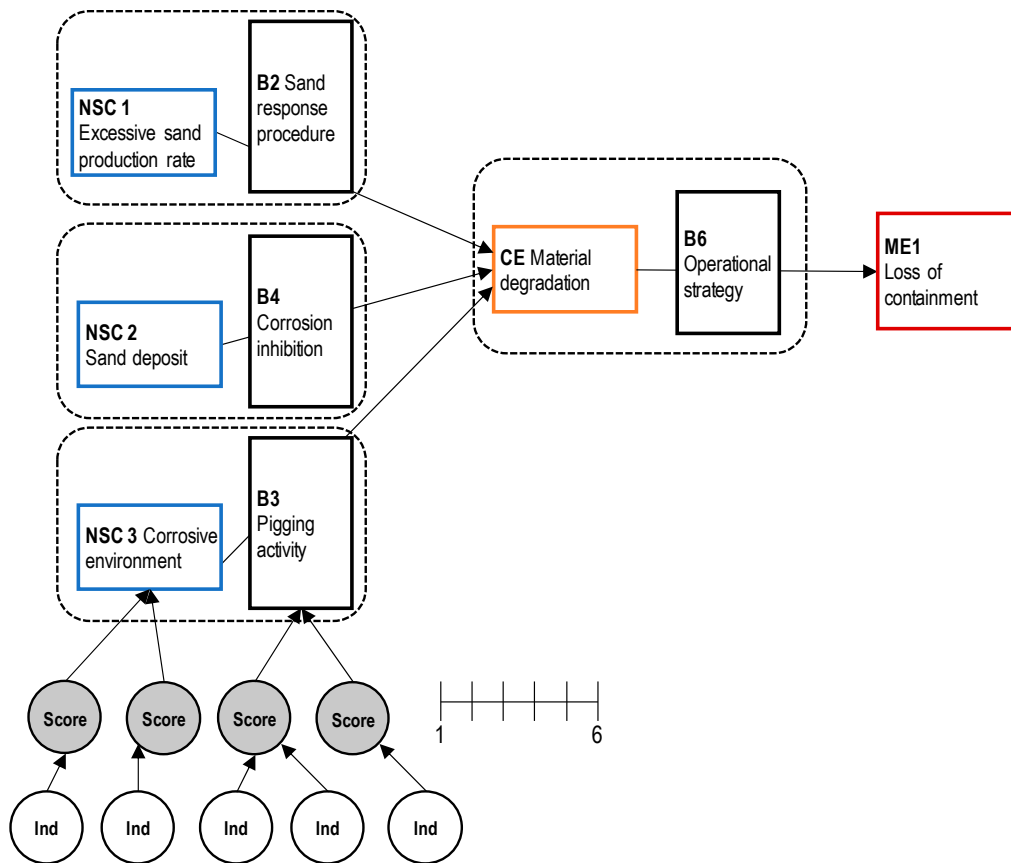 NSC 1
Excessive sand
production rate
B2 Sand
response
procedure
NSC 2
Sand deposit
B4
Corrosion
inhibition
NSC 3 Corrosive
environment
B3
Pigging
activity
CE Material
degradation
B6
Operational
strategy
ME1
Loss of
containment
Score
Score
Score
Score
1
6
Ind
Ind
Ind
Ind
Ind